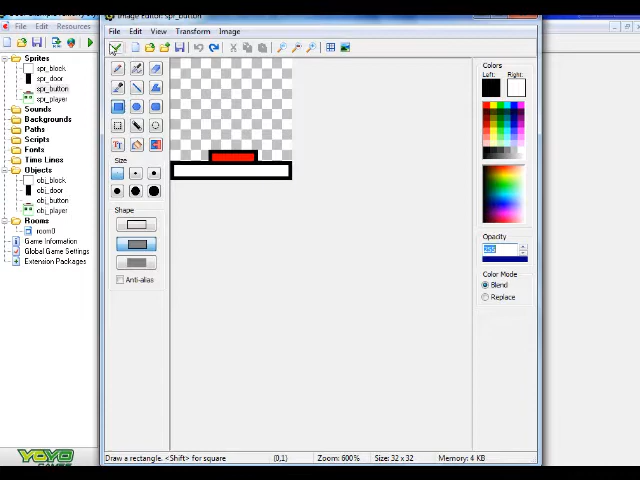 Image Editor: spr_button
File Edit View Transform Image
File Edit Resources
Sprites
spr_block
spr_door
spr_button
spr_player
Sounds
Backgrounds
Paths
Scripts
Fonts
Time Lines
Objects
obj_block
obj_door
obj_button
obj_player
Rooms
room0
Game Information
Global Game Settings
Extension Packages
Size
Shape
Anti-alias
Colors
Left: Right:
Opacity
255
Color Mode
Blend
Replace
Draw a rectangle. <Shift> for square (0,1) Zoom: 600% Size: 32 x 32 Memory: 4 KB
YOYO
GAMES